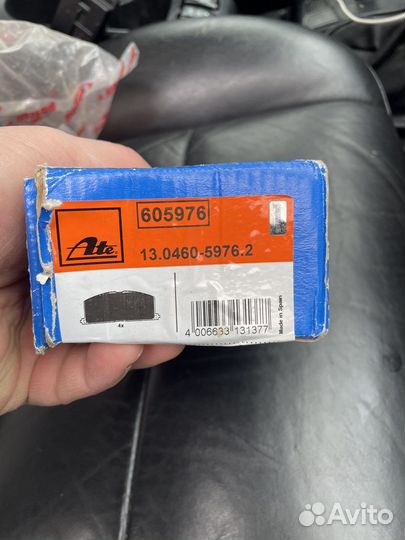 605976
Ate
13.0460-5976.2
4x
4 006633 131377
Made in Spain
Avito